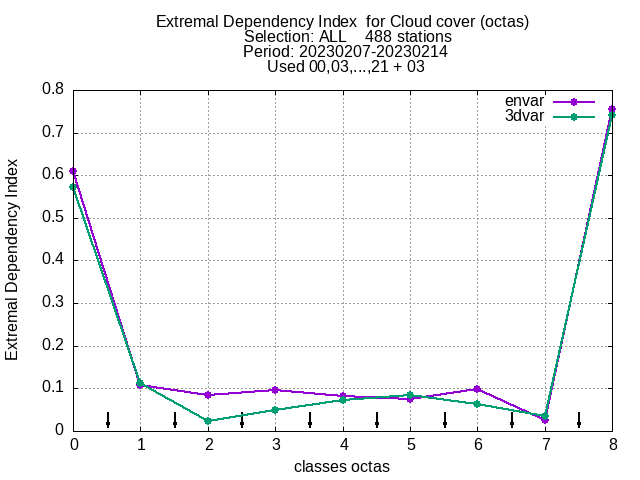 Extremal Dependency Index  for Cloud cover (octas)
Selection: ALL    488 stations
Period: 20230207-20230214
Used 00,03,...,21 + 03
envar
3dvar
Extremal Dependency Index
0.8
0.7
0.6
0.5
0.4
0.3
0.2
0.1
0
0 1 2 3 4 5 6 7 8
classes octas